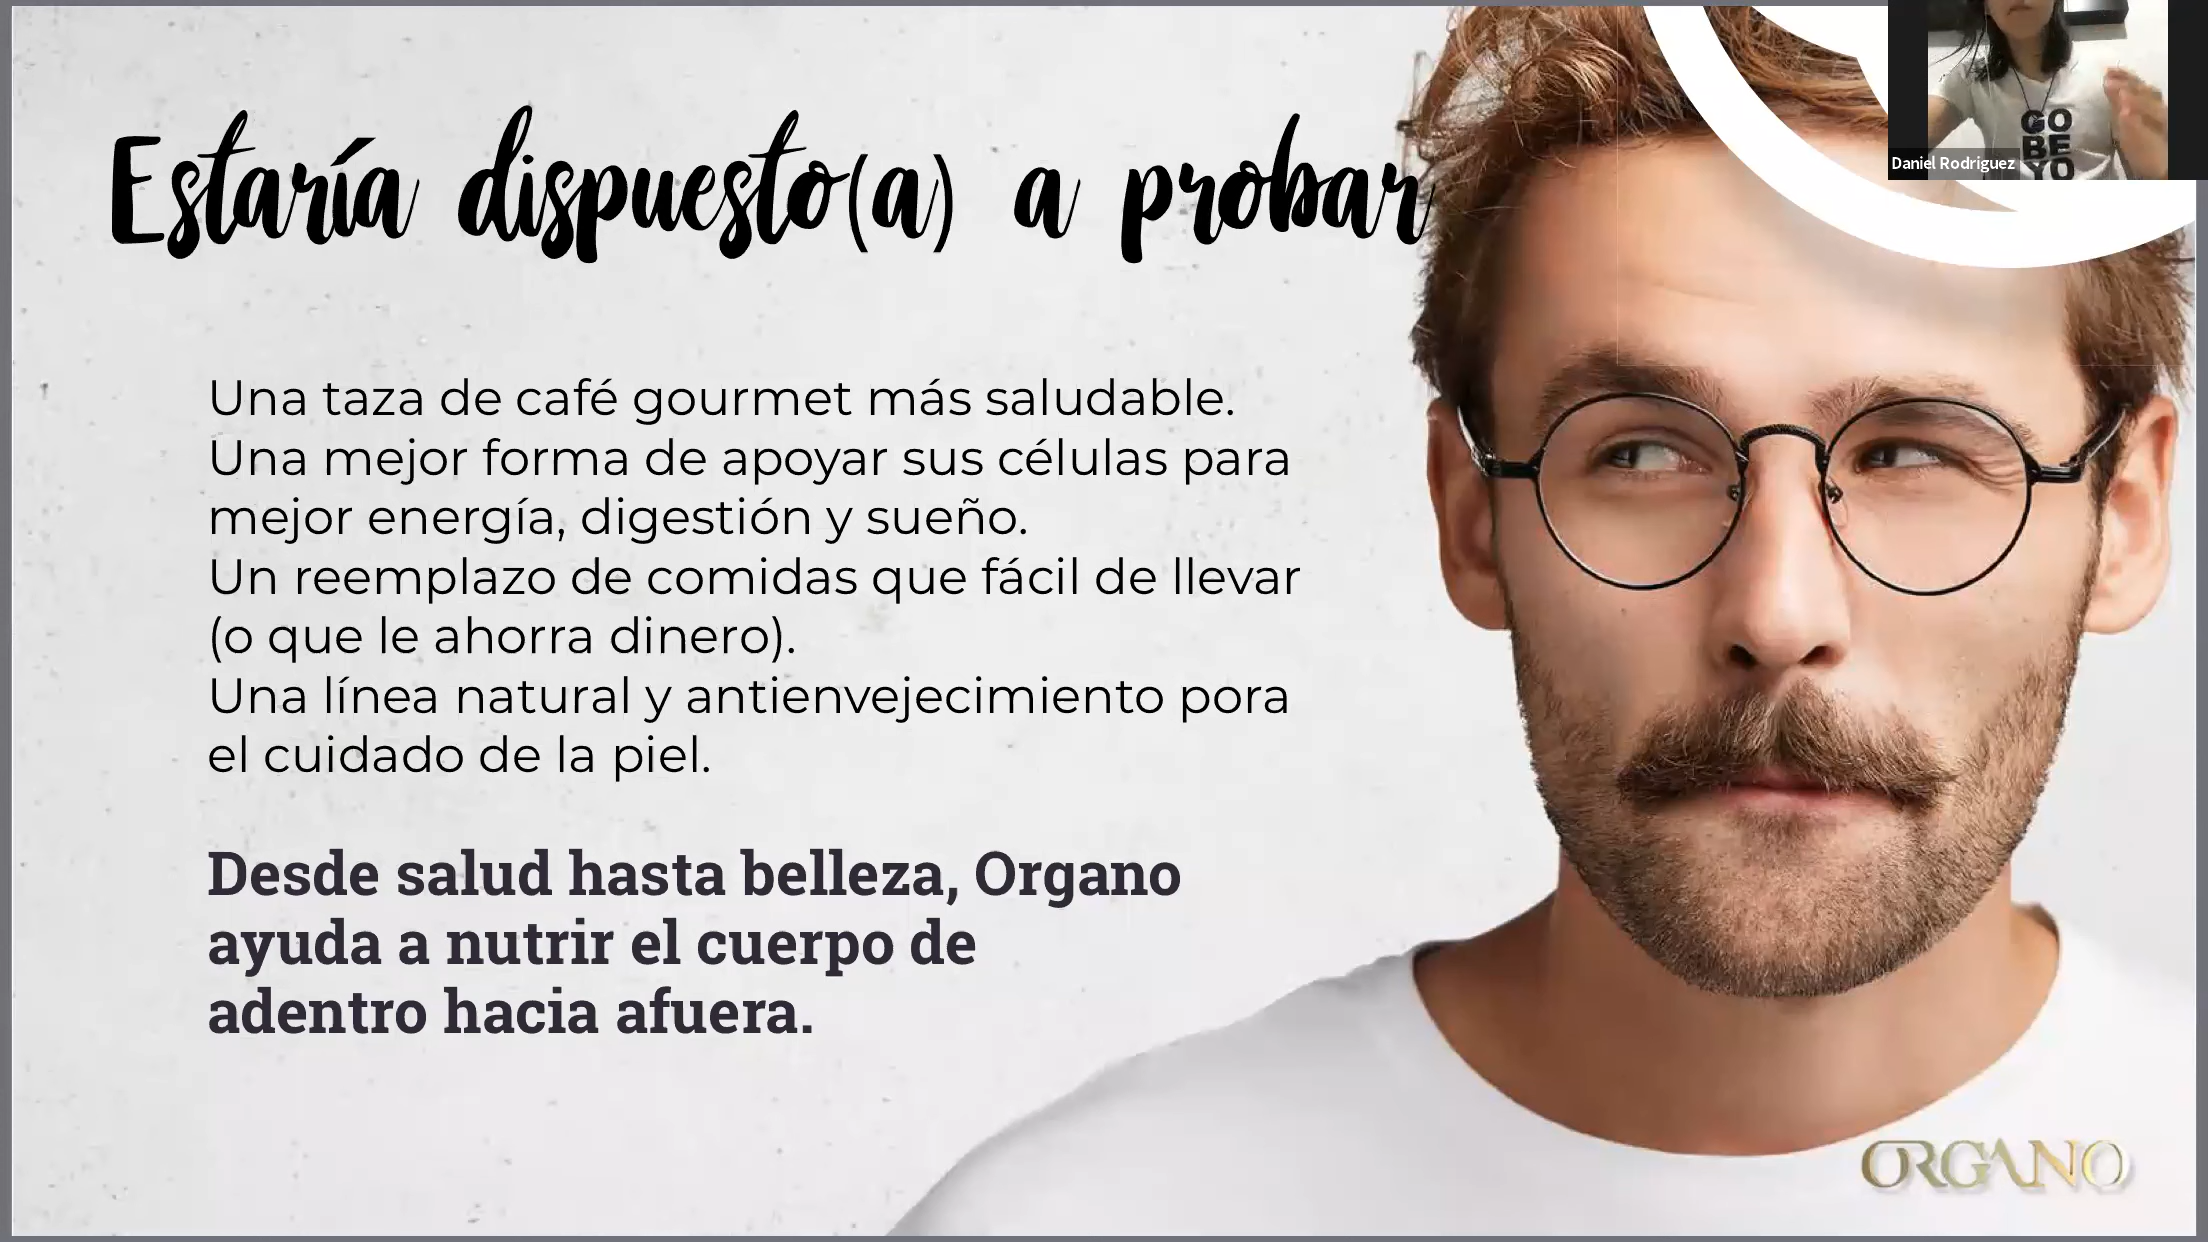 Estaría dispuesto(a) a probar
Una taza de café gourmet más saludable.
Una mejor forma de apoyar sus células para
mejor energía, digestión y sueño.
Un reemplazo de comidas que fácil de llevar
(o que le ahorra dinero).
Una línea natural y antienvejecimiento pora
el cuidado de la piel.
Desde salud hasta belleza, Organo
ayuda a nutrir el cuerpo de
adentro hacia afuera.
GO
BE
YO
Daniel Rodriguez
ORGANO